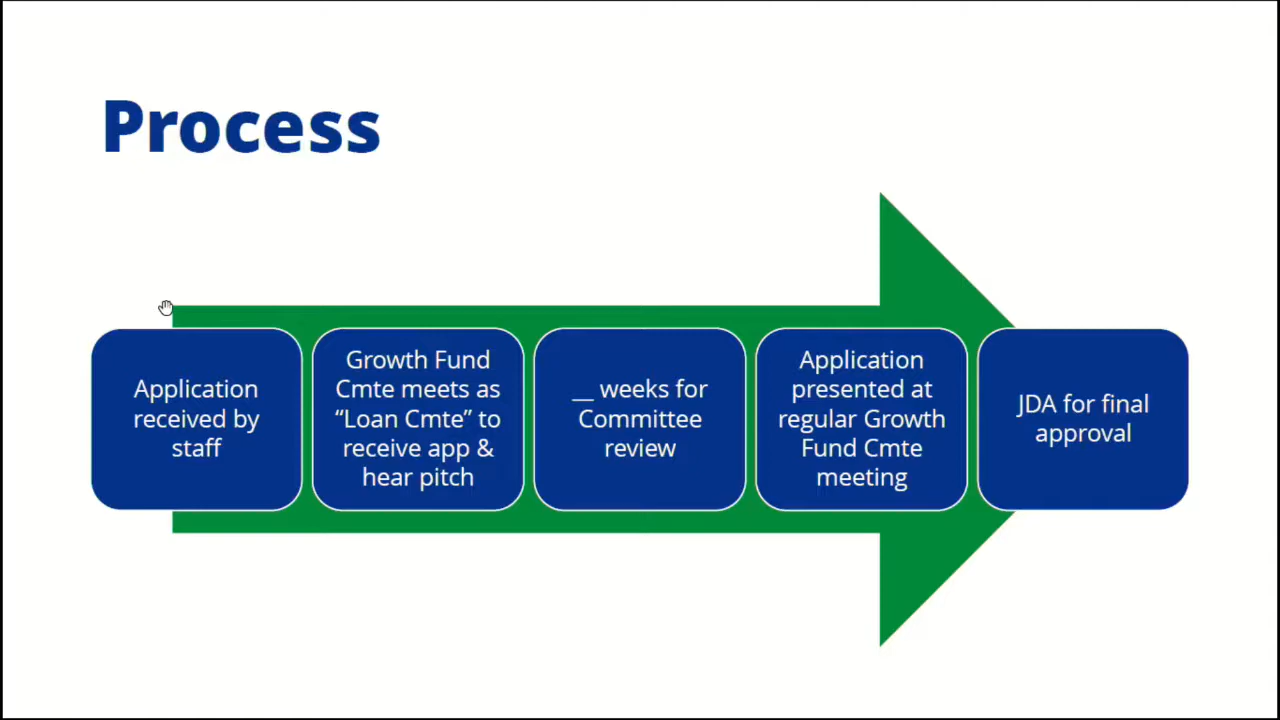 Process
Application
received by
staff
Growth Fund
Cmte meets as
“Loan Cmte” to
receive app &
hear pitch
__ weeks for
Committee
review
Application
presented at
regular Growth
Fund Cmte
meeting
JDA for final
approval